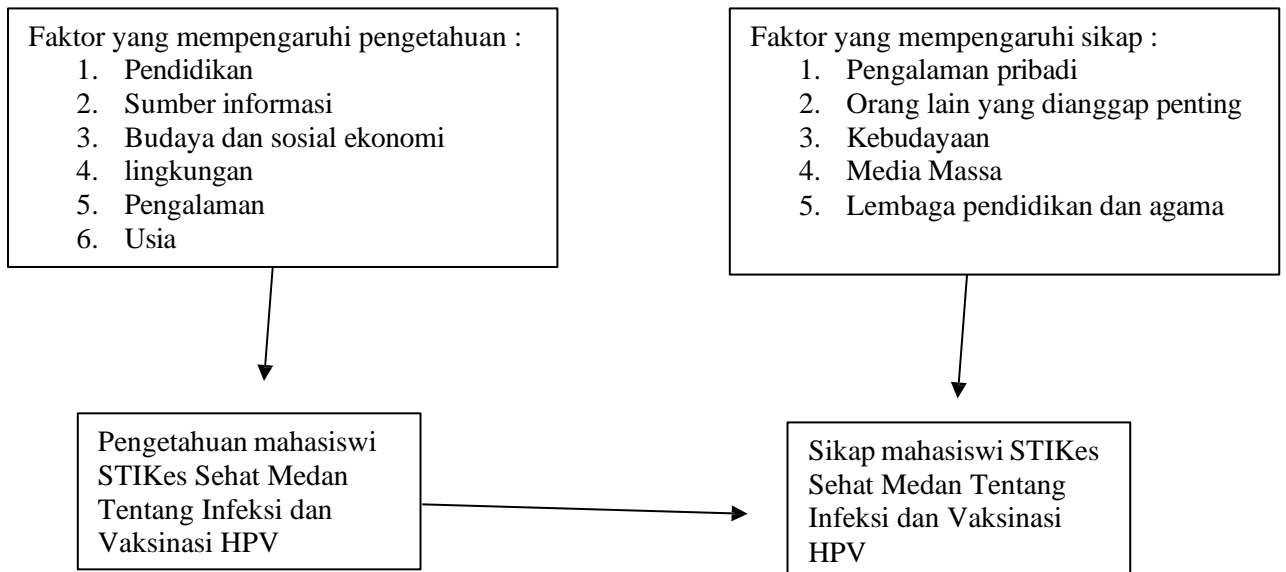 Faktor yang mempengaruhi pengetahuan :
1. Pendidikan
2. Sumber informasi
3. Budaya dan sosial ekonomi
4. lingkungan
5. Pengalaman
6. Usia
Faktor yang mempengaruhi sikap :
1. Pengalaman pribadi
2. Orang lain yang dianggap penting
3. Kebudayaan
4. Media Massa
5. Lembaga pendidikan dan agama
Pengetahuan mahasiswi
STIKes Sehat Medan
Tentang Infeksi dan
Vaksinasi HPV
Sikap mahasiswi STIKes
Sehat Medan Tentang
Infeksi dan Vaksinasi
HPV